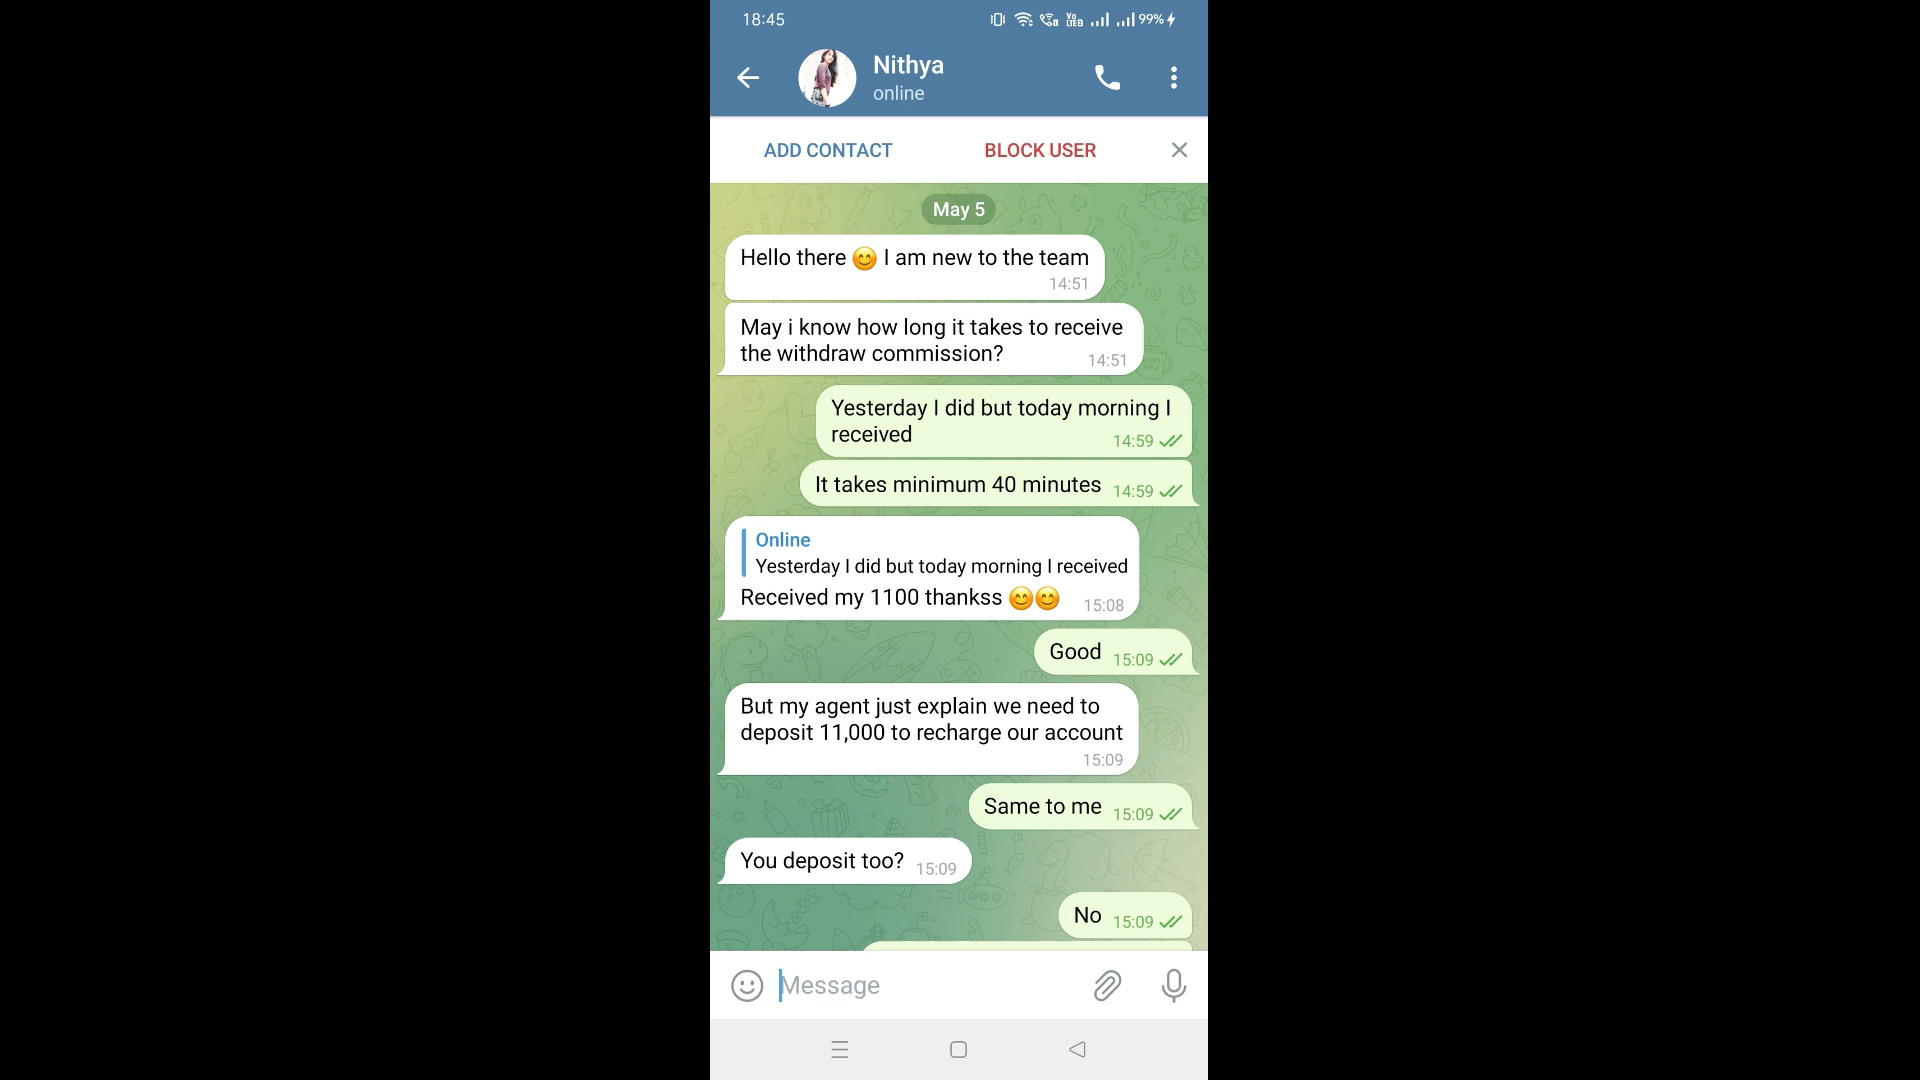 18:45
Vo LTE 99%
Nithya
online
ADD CONTACT BLOCK USER
May 5
Hello there 😊 I am new to the team
14:51
May i know how long it takes to receive
the withdraw commission? 14:51
Yesterday I did but today morning I
received 14:59
It takes minimum 40 minutes 14:59
Online
Yesterday I did but today morning I received
Received my 1100 thankss 😊😊 15:08
Good 15:09
But my agent just explain we need to
deposit 11,000 to recharge our account
15:09
Same to me 15:09
You deposit too? 15:09
No 15:09
Message